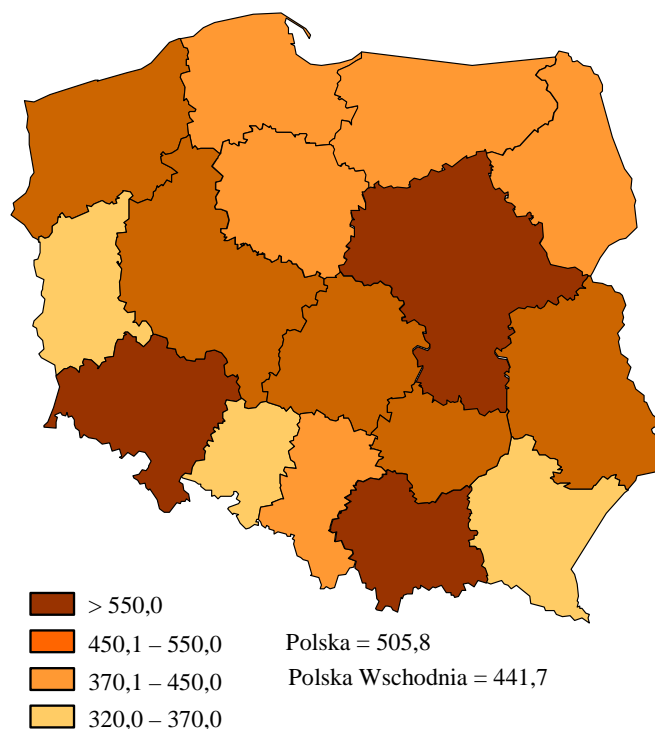 > 550,0
450,1 – 550,0
Polska = 505,8
370,1 – 450,0
Polska Wschodnia = 441,7
320,0 – 370,0